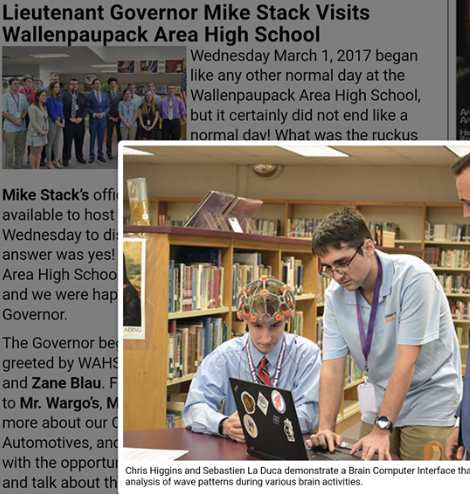 Lieutenant Governor Mike Stack Visits
Wallenpaupack Area High School
Wednesday March 1, 2017 began
like any other normal day at the
Wallenpaupack Area High School,
but it certainly did not end like a
normal day! What was the ruckus
Mike Stack's offi
available to host
Wednesday to dis
answer was yes!
Area High Schoo
and we were hap
Governor.
The Governor beg
greeted by WAHS
and Zane Blau. F
to Mr. Wargo's, M
more about our C
Automotives, and
with the opportun
and talk about th
Chris Higgins and Sebastien La Duca demonstrate a Brain Computer Interface tha
analysis of wave patterns during various brain activities.